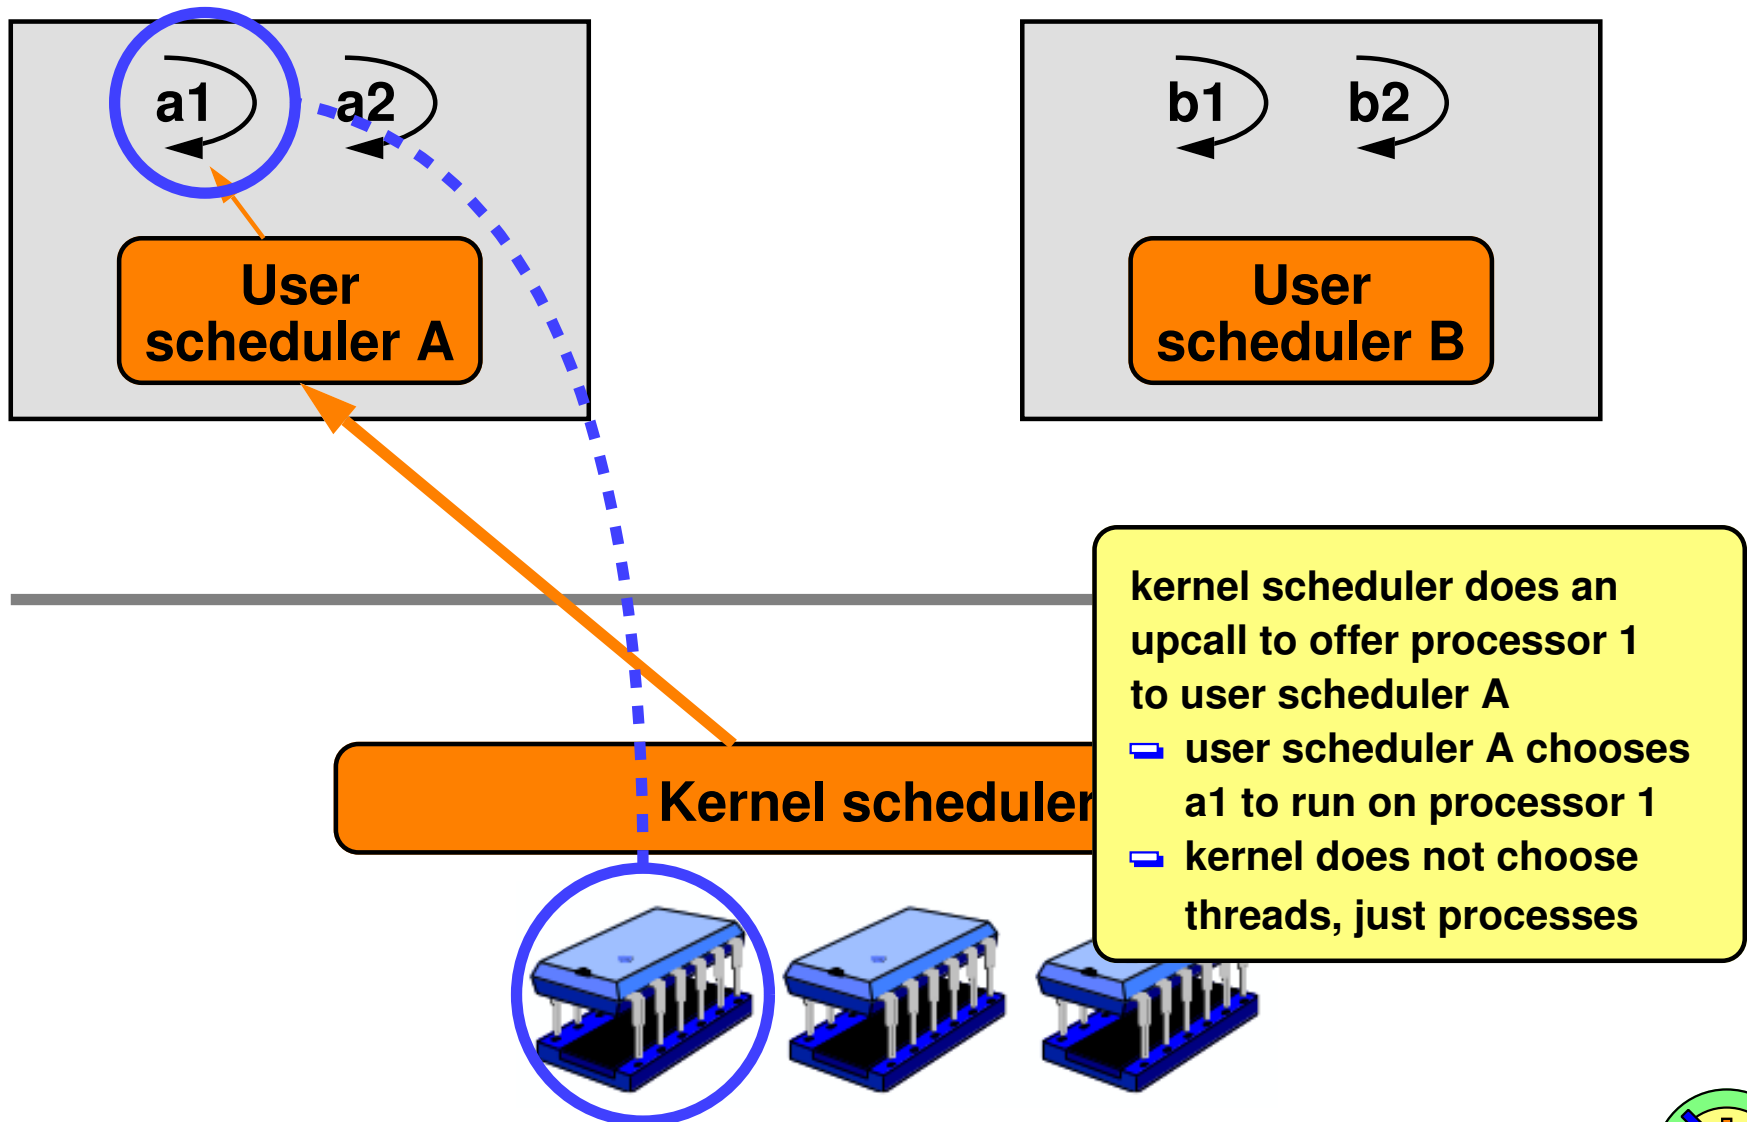 a1
a2
b1
b2
User
scheduler A
User
scheduler B
Kernel scheduler
kernel scheduler does an
upcall to offer processor 1
to user scheduler A
user scheduler A chooses
a1 to run on processor 1
kernel does not choose
threads, just processes